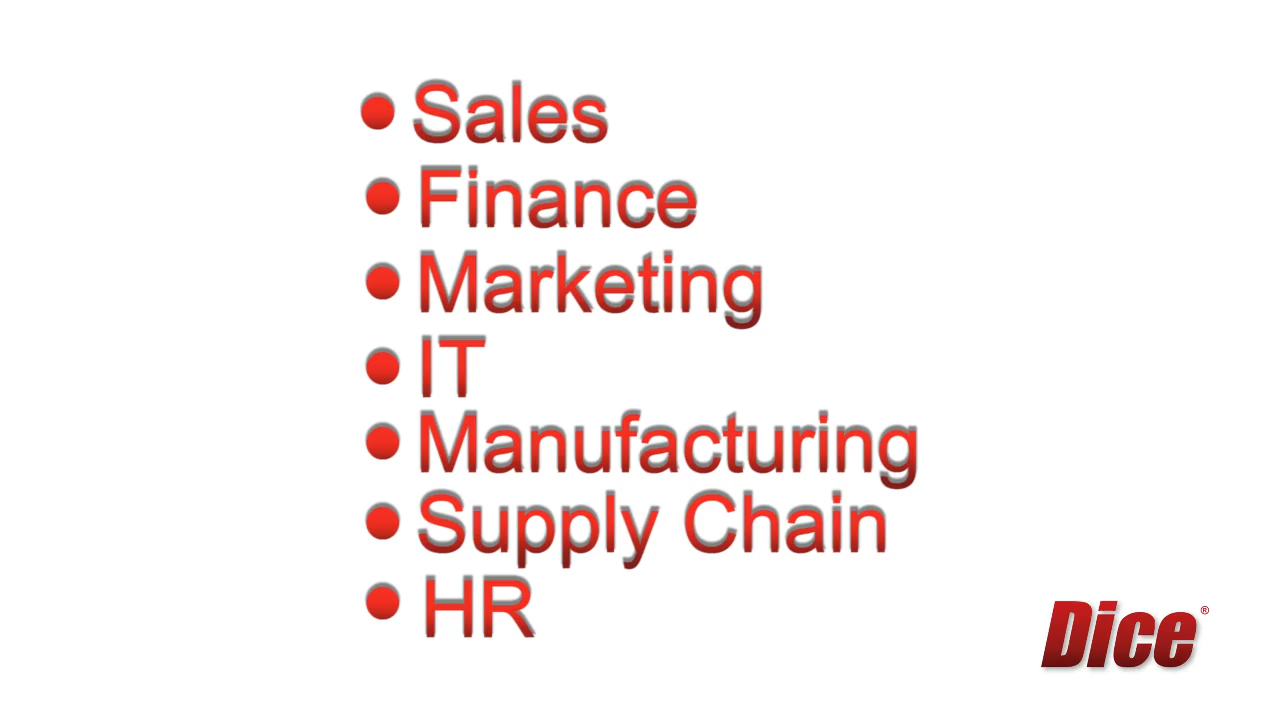 • Sales
• Finance
• Marketing
• IT
• Manufacturing
• Supply Chain
• HR
Dice®